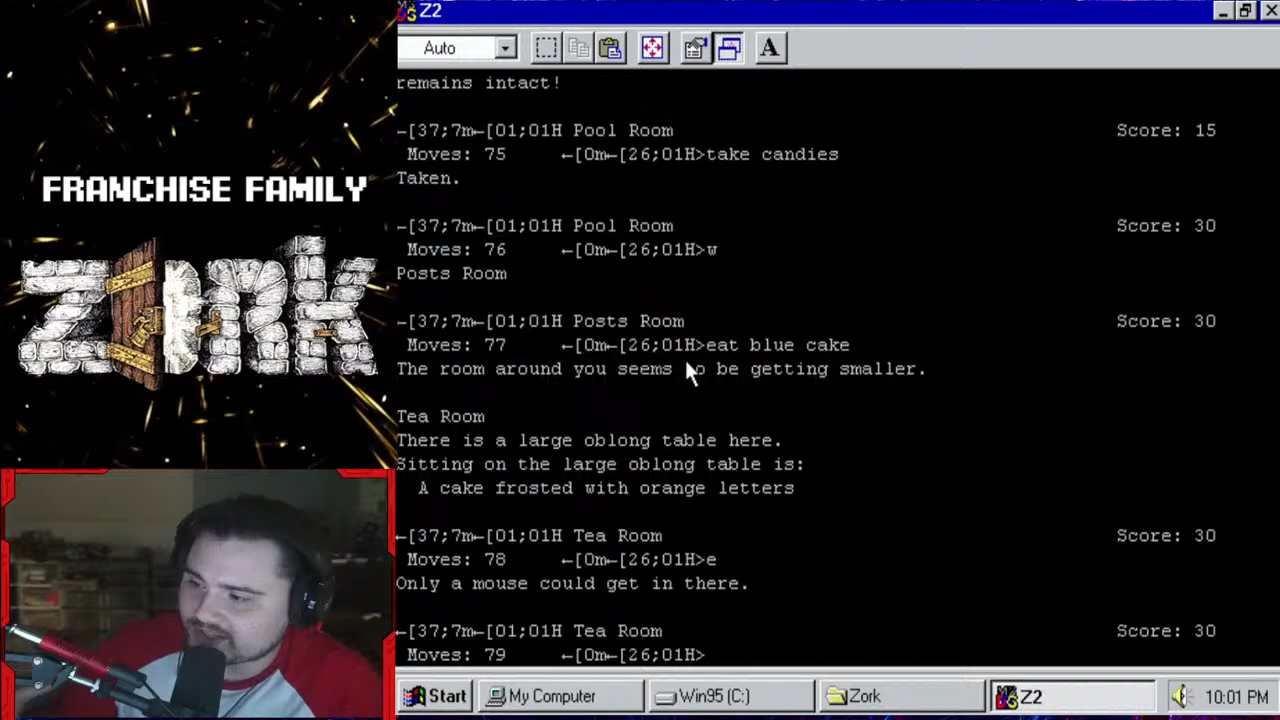 Z2
Auto
A
remains intact!
←[37;7m←[01;01H Pool Room Score: 15
Moves: 75 ←[0m←[26;01H>take candies
Taken.
←[37;7m←[01;01H Pool Room Score: 30
Moves: 76 ←[0m←[26;01H>w
Posts Room
←[37;7m←[01;01H Posts Room Score: 30
Moves: 77 ←[0m←[26;01H>eat blue cake
The room around you seems to be getting smaller.
Tea Room
There is a large oblong table here.
Sitting on the large oblong table is:
A cake frosted with orange letters
←[37;7m←[01;01H Tea Room Score: 30
Moves: 78 ←[0m←[26;01H>e
Only a mouse could get in there.
←[37;7m←[01;01H Tea Room Score: 30
Moves: 79 ←[0m←[26;01H>
FRANCHISE FAMILY
ZORK
Start My Computer Win95 (C:) Zork Z2 10:01 PM